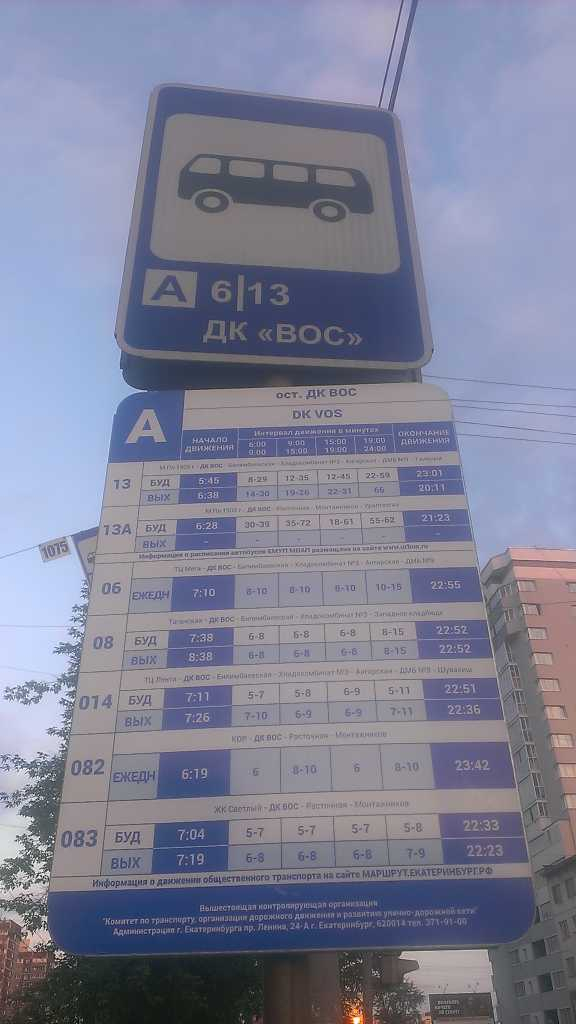 А 6|13
ДК «ВОС»
ост. ДК ВОС
DK VOS
А
НАЧАЛО ДВИЖЕНИЯ
Интервал движения в минутах
6:00 9:00
9:00 15:00
15:00 19:00
19:00 24:00
ОКОНЧАНИЕ ДВИЖЕНИЯ
- ДК ВОС - Билимбаевская - Хладокомбинат №3 - Ангарская - ДМБ №9 -
13
БУД 5:45 8-29 12-35 12-45 22-59 23:01
ВЫХ 6:38 14-30 19-26 22-31 66 20:11
- ДК ВОС - Расточная - Монтажников -
13А
БУД 6:28 30-39 35-72 18-61 55-62 21:23
ВЫХ - - - - - -
Информация о расписании автобусов ЕМУП МОАП размещена на сайте
ТЦ Мега - ДК ВОС - Билимбаевская - Хладокомбинат №3 - Ангарская - ДМБ №9
06
ЕЖЕДН 7:10 8-10 8-10 8-10 10-15 22:55
Таганская - ДК ВОС - Билимбаевская - Хладокомбинат №3 - Западное кладбище
08
БУД 7:38 6-8 6-8 6-8 8-15 22:52
ВЫХ 8:38 6-8 6-8 6-8 8-15 22:52
ТЦ Лента - ДК ВОС - Билимбаевская - Хладокомбинат №3 - Ангарская - ДМБ №9 - Шувакиш
014
БУД 7:11 5-7 5-8 6-9 5-11 22:51
ВЫХ 7:26 7-10 6-9 6-9 7-11 22:36
КОР - ДК ВОС - Расточная - Монтажников
082
ЕЖЕДН 6:19 6 8-10 6 8-10 23:42
ЖК Светлый - ДК ВОС - Расточная - Монтажников
083
БУД 7:04 5-7 5-7 5-7 5-8 22:33
ВЫХ 7:19 6-8 6-8 6-8 7-9 22:23
Информация о движении общественного транспорта на сайте МАРШРУТ.ЕКАТЕРИНБУРГ.РФ
Вышестоящая контролирующая организация
"Комитет по транспорту, организации дорожного движения и развития улично-дорожной сети"
Администрация г. Екатеринбурга пр. Ленина, 24-А г. Екатеринбург, 620014 тел. 371-91-00
1075